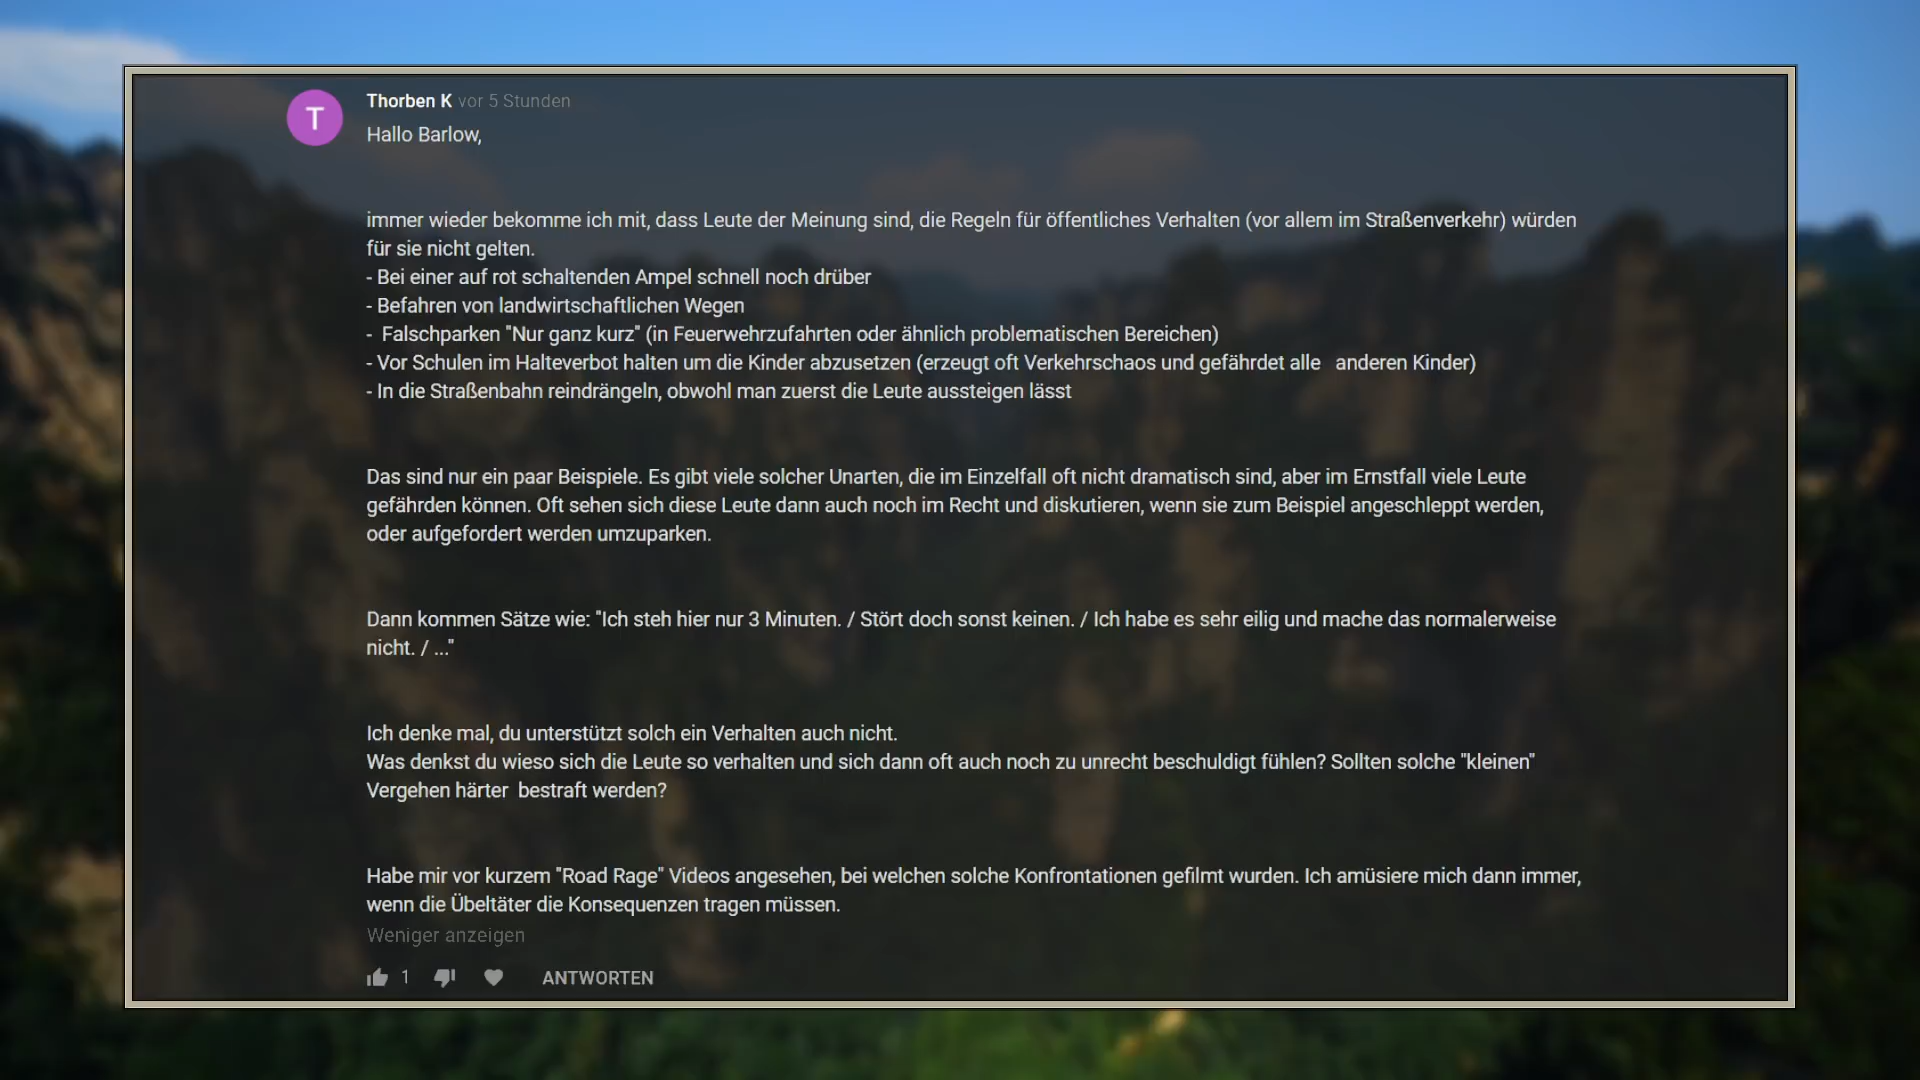 T
Thorben K vor 5 Stunden
Hallo Barlow,
immer wieder bekomme ich mit, dass Leute der Meinung sind, die Regeln für öffentliches Verhalten (vor allem im Straßenverkehr) würden
für sie nicht gelten.
- Bei einer auf rot schaltenden Ampel schnell noch drüber
- Befahren von landwirtschaftlichen Wegen
-  Falschparken "Nur ganz kurz" (in Feuerwehrzufahrten oder ähnlich problematischen Bereichen)
- Vor Schulen im Halteverbot halten um die Kinder abzusetzen (erzeugt oft Verkehrschaos und gefährdet alle   anderen Kinder)
- In die Straßenbahn reindrängeln, obwohl man zuerst die Leute aussteigen lässt
Das sind nur ein paar Beispiele. Es gibt viele solcher Unarten, die im Einzelfall oft nicht dramatisch sind, aber im Ernstfall viele Leute
gefährden können. Oft sehen sich diese Leute dann auch noch im Recht und diskutieren, wenn sie zum Beispiel angeschleppt werden,
oder aufgefordert werden umzuparken.
Dann kommen Sätze wie: "Ich steh hier nur 3 Minuten. / Stört doch sonst keinen. / Ich habe es sehr eilig und mache das normalerweise
nicht. / ..."
Ich denke mal, du unterstützt solch ein Verhalten auch nicht.
Was denkst du wieso sich die Leute so verhalten und sich dann oft auch noch zu unrecht beschuldigt fühlen? Sollten solche "kleinen"
Vergehen härter  bestraft werden?
Habe mir vor kurzem "Road Rage" Videos angesehen, bei welchen solche Konfrontationen gefilmt wurden. Ich amüsiere mich dann immer,
wenn die Übeltäter die Konsequenzen tragen müssen.
Weniger anzeigen
1 ANTWORTEN